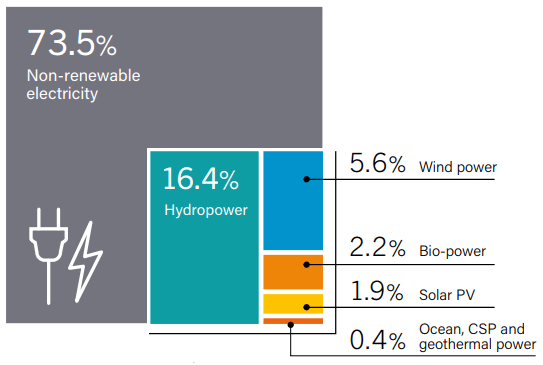 73.5%
Non-renewable
electricity
16.4%
Hydropower
5.6% Wind power
2.2% Bio-power
1.9% Solar PV
0.4% Ocean, CSP and
geothermal power